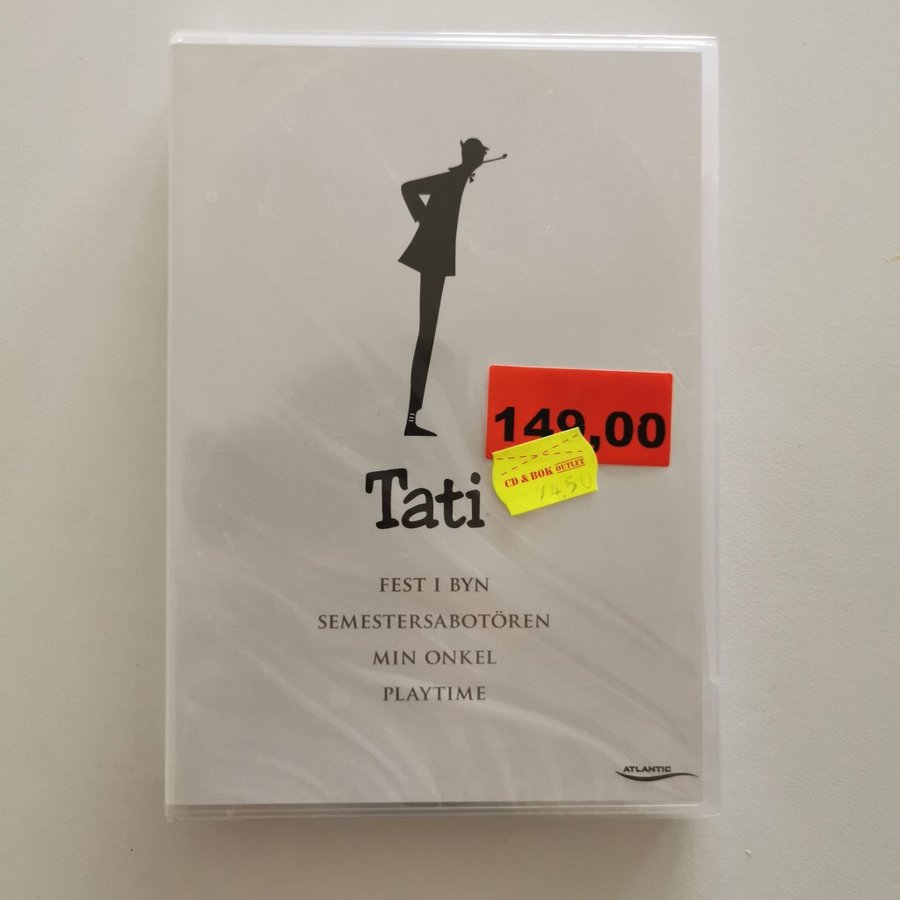 149,00
CD & BOK OUTLET
Tati
FEST I BYN
SEMESTERSABOTÖREN
MIN ONKEL
PLAYTIME
ATLANTIC